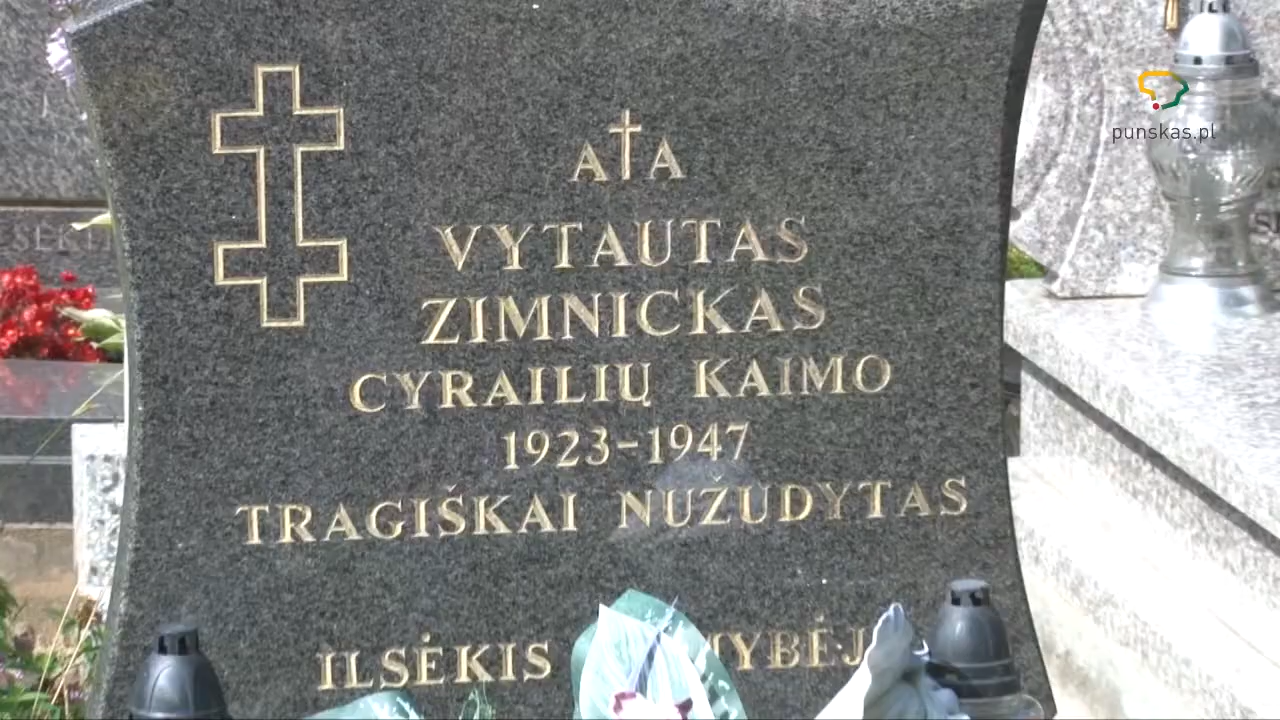 punskas.pl
A†A
VYTAUTAS
ZIMNICKAS
CYRAILIŲ KAIMO
1923-1947
TRAGIŠKAI NUŽUDYTAS
ILSĖKIS